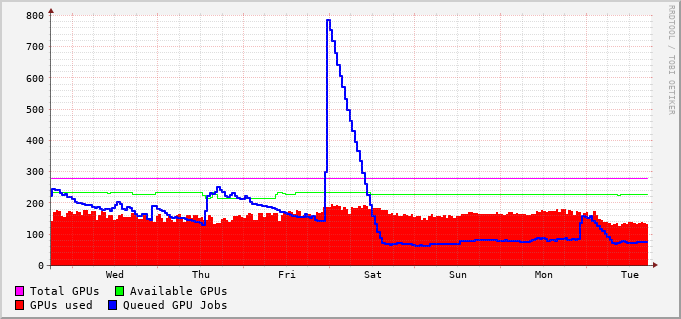 800
700
600
500
400
300
200
100
0
Wed Thu Fri Sat Sun Mon Tue
Total GPUs Available GPUs
GPUs used Queued GPU Jobs
RRDTOOL / TOBI OETIKER